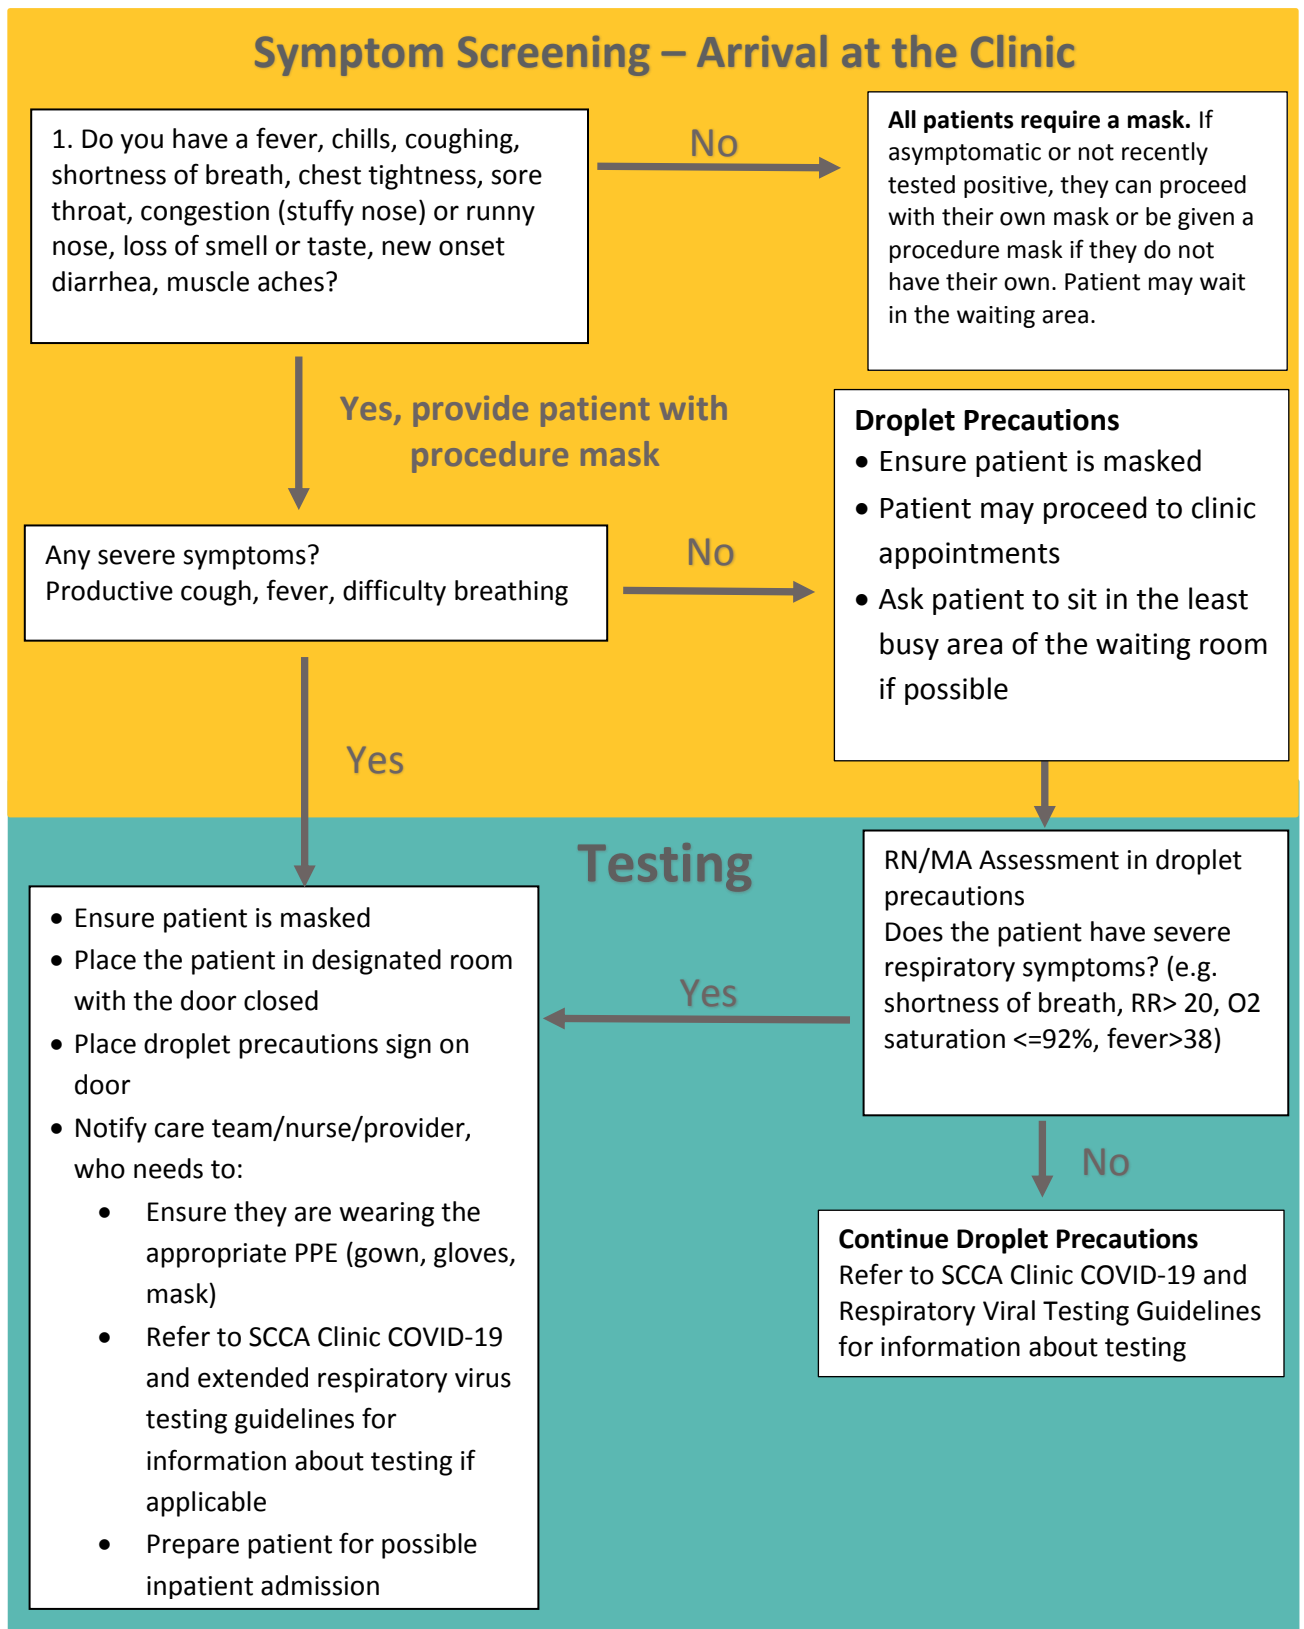 Symptom Screening – Arrival at the Clinic
1. Do you have a fever, chills, coughing,
shortness of breath, chest tightness, sore
throat, congestion (stuffy nose) or runny
nose, loss of smell or taste, new onset
diarrhea, muscle aches?
No
All patients require a mask. If
asymptomatic or not recently
tested positive, they can proceed
with their own mask or be given a
procedure mask if they do not
have their own. Patient may wait
in the waiting area.
Yes, provide patient with
procedure mask
Any severe symptoms?
Productive cough, fever, difficulty breathing
No
Droplet Precautions
• Ensure patient is masked
• Patient may proceed to clinic
appointments
• Ask patient to sit in the least
busy area of the waiting room
if possible
Yes
Testing
RN/MA Assessment in droplet
precautions
Does the patient have severe
respiratory symptoms? (e.g.
shortness of breath, RR> 20, O2
saturation <=92%, fever>38)
Yes
• Ensure patient is masked
• Place the patient in designated room
with the door closed
• Place droplet precautions sign on
door
• Notify care team/nurse/provider,
who needs to:
• Ensure they are wearing the
appropriate PPE (gown, gloves,
mask)
• Refer to SCCA Clinic COVID-19
and extended respiratory virus
testing guidelines for
information about testing if
applicable
• Prepare patient for possible
inpatient admission
No
Continue Droplet Precautions
Refer to SCCA Clinic COVID-19 and
Respiratory Viral Testing Guidelines
for information about testing